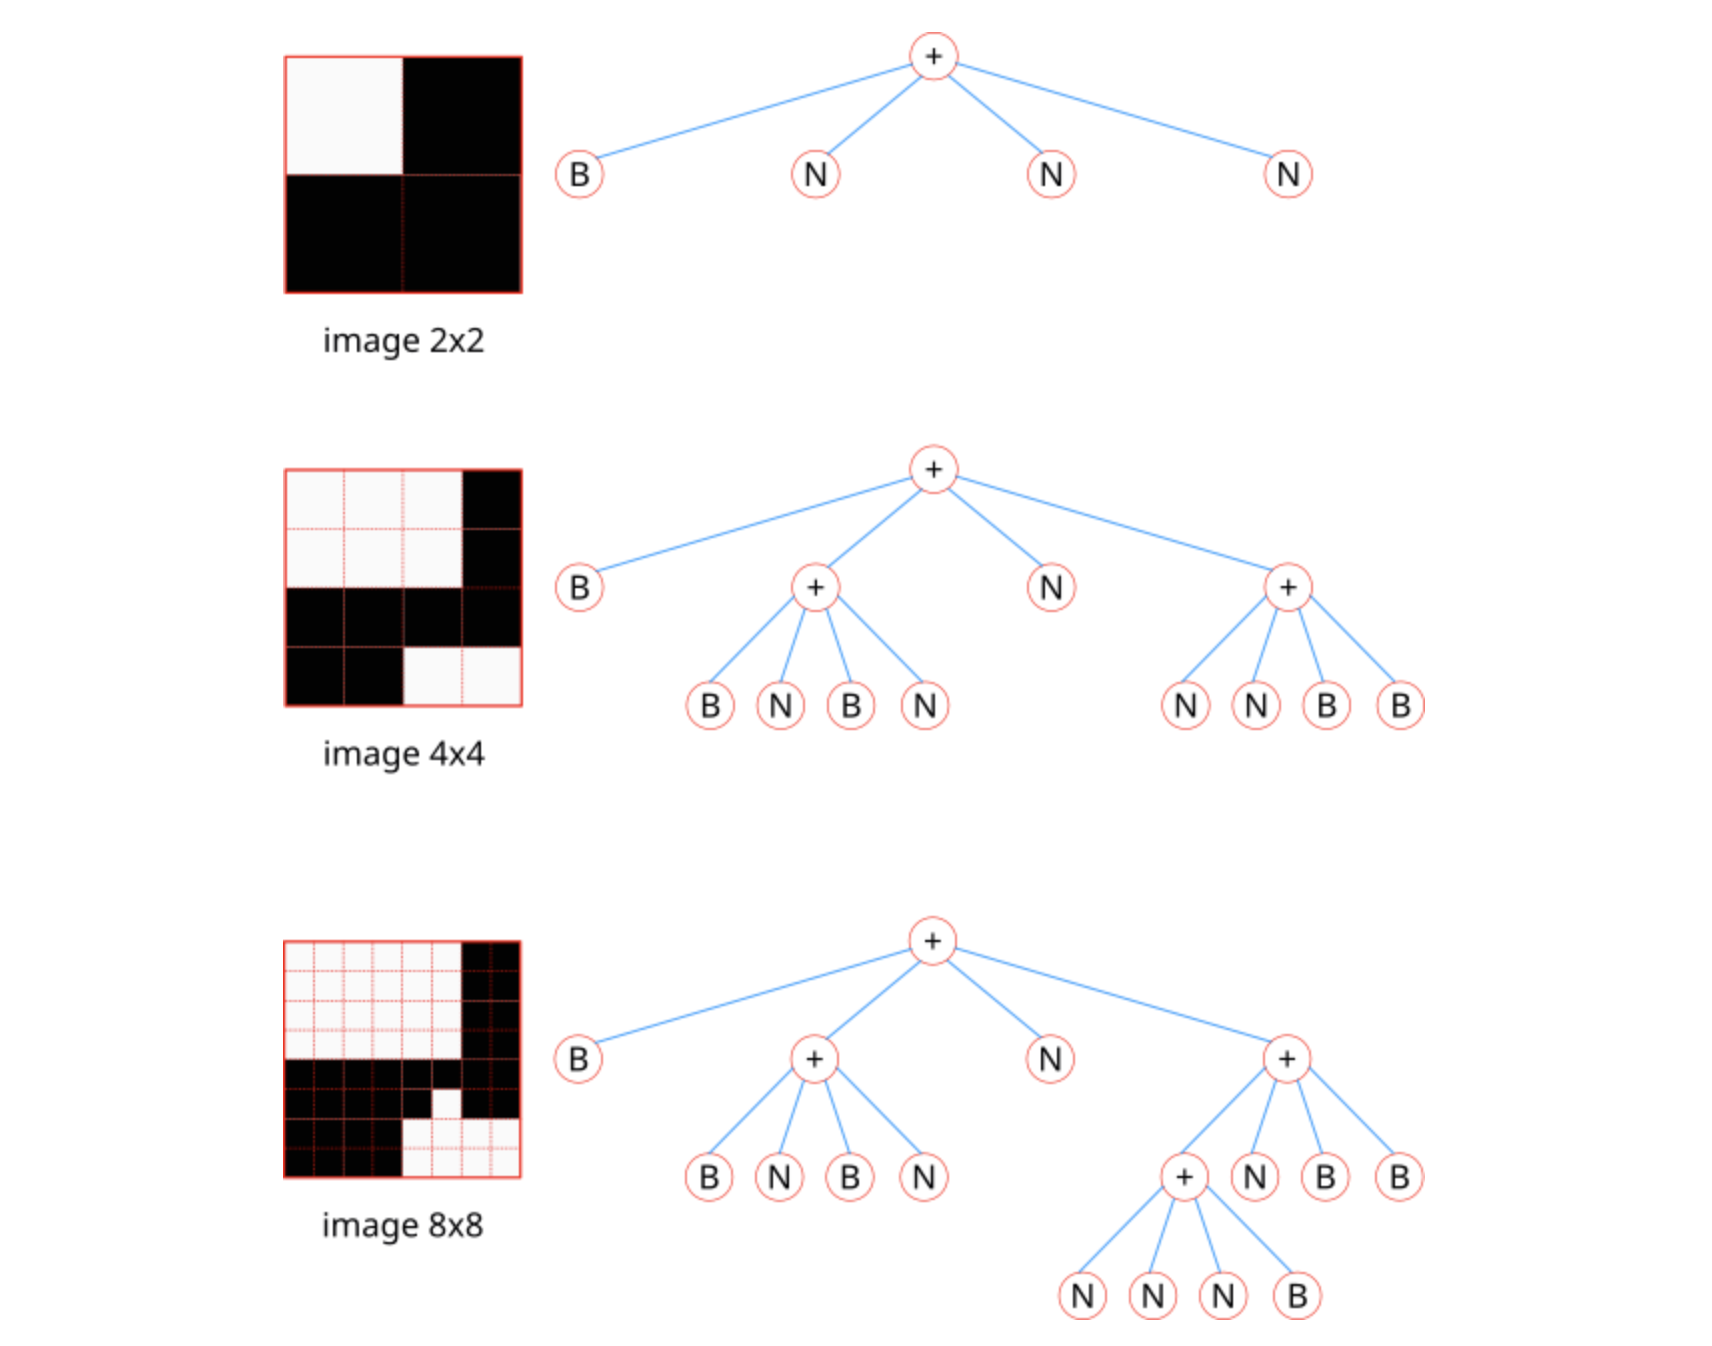 +
B N N N
image 2x2
+
B + N +
B N B N N N B B
image 4x4
+
B + N +
B N B N + N B B
image 8x8
N N N B